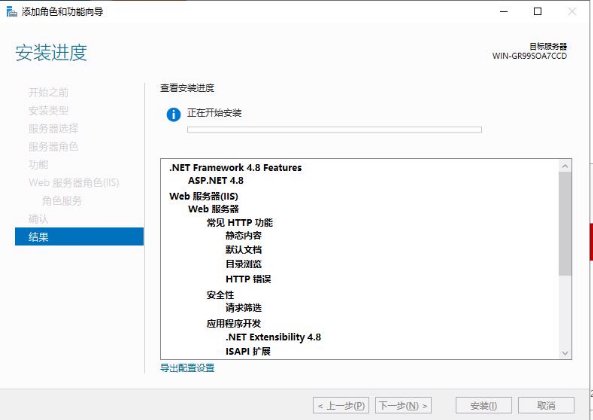 添加角色和功能向导
安装进度
目标服务器
WIN-GR99SOA7CCD
开始之前
安装类型
服务器选择
服务器角色
功能
Web 服务器角色(IIS)
角色服务
确认
结果
查看安装进度
正在开始安装
.NET Framework 4.8 Features
ASP.NET 4.8
Web 服务器(IIS)
Web 服务器
常见 HTTP 功能
静态内容
默认文档
目录浏览
HTTP 错误
安全性
请求筛选
应用程序开发
.NET Extensibility 4.8
ISAPI 扩展
导出配置设置
< 上一步(P)
下一步(N) >
安装(I)
取消